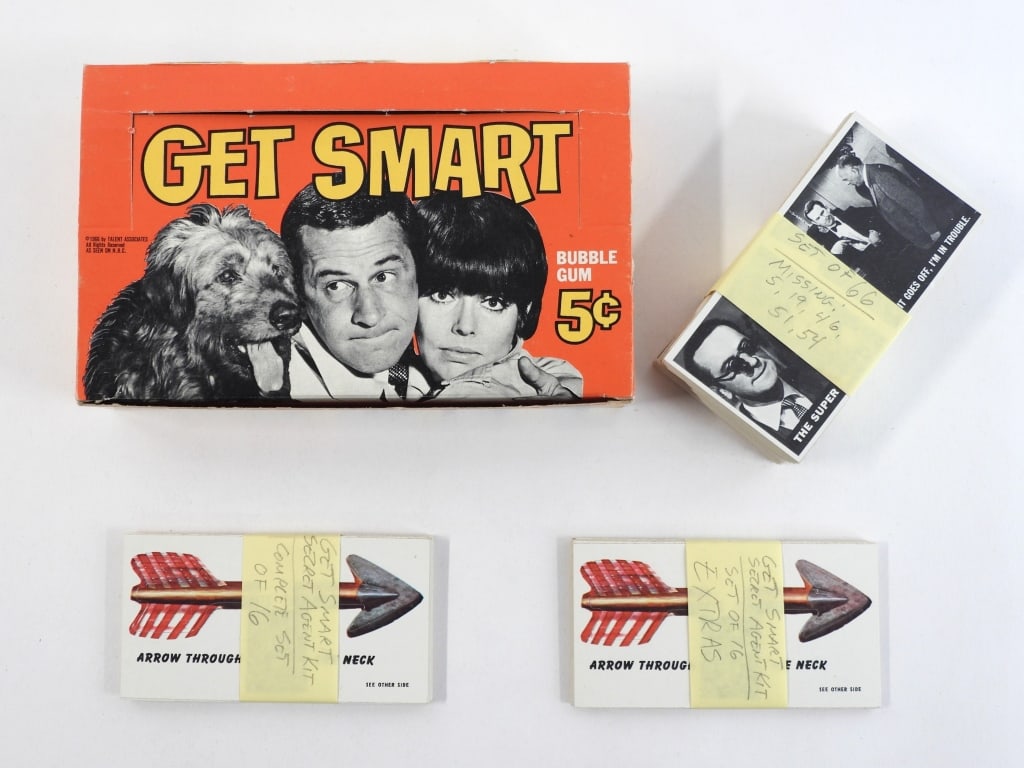 GET SMART
© 1966 by TALENT ASSOCIATES
All Rights Reserved
AS SEEN ON N.B.C.
BUBBLE
GUM
5¢
IT GOES OFF, I'M IN TROUBLE.
SET OF 66
MISSING:
5, 19, 46,
51, 54
THE SUPER
ARROW THROUGH
NECK
SEE OTHER SIDE
GET SMART
SECRET AGENT KIT
COMPLETE SET
OF 16
ARROW THROUG
E NECK
SEE OTHER SIDE
GET SMART
SECRET AGENT KIT
SET OF 16
EXTRAS